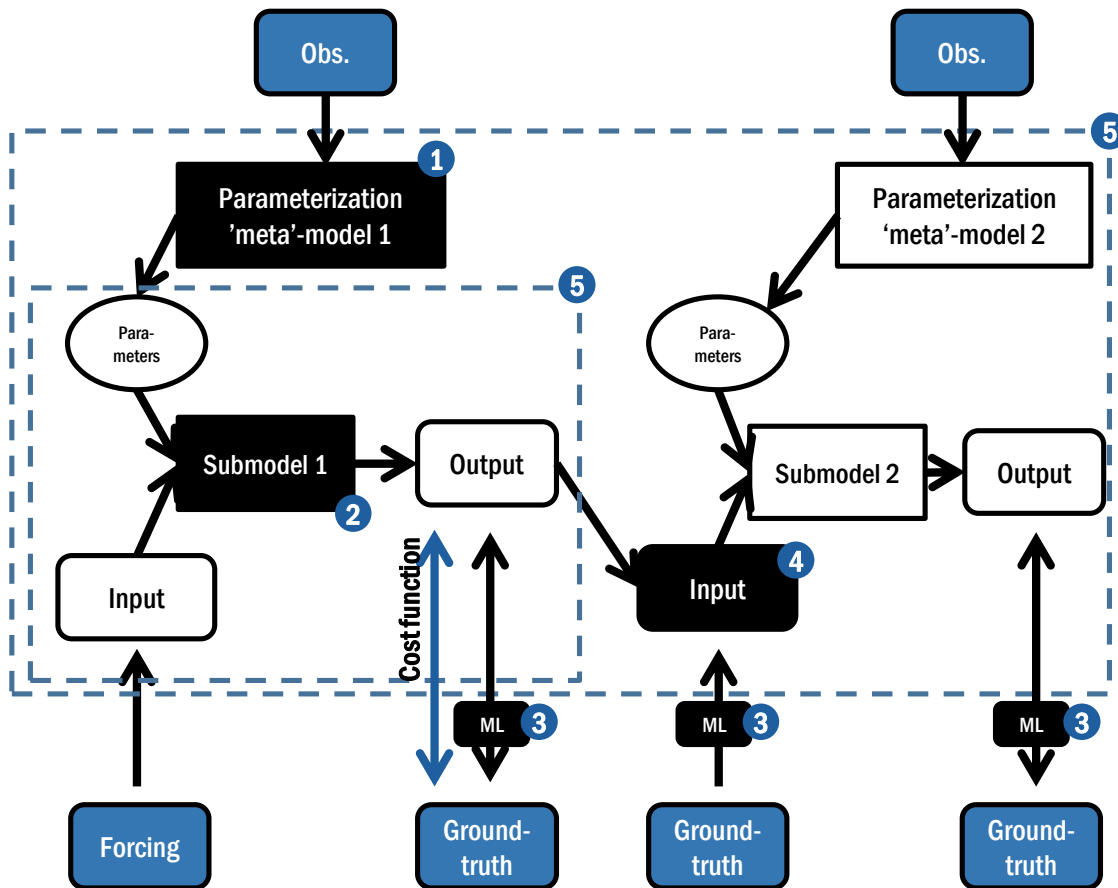 Obs.
Obs.
5
1
Parameterization
'meta'-model 1
Parameterization
‘meta’-model 2
5
Para-
meters
Para-
meters
Submodel 1
2
Output
Submodel 2
Output
Input
Cost function
Input
4
ML
3
ML
3
ML
3
Forcing
Ground-
truth
Ground-
truth
Ground-
truth